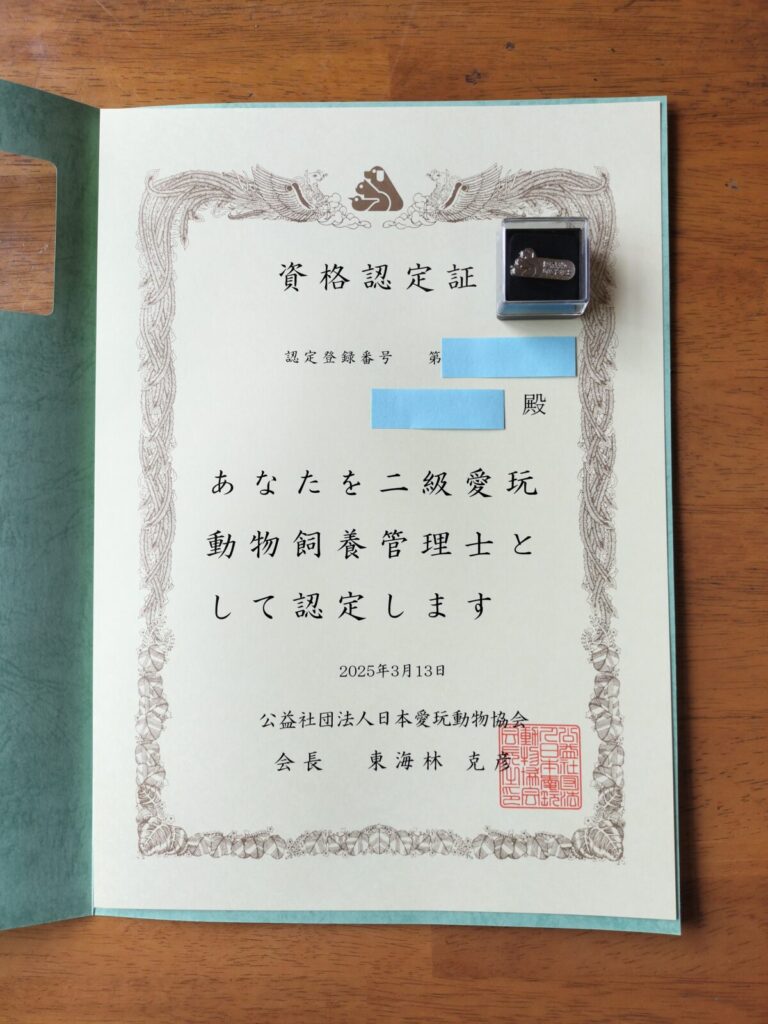 資格認定証
認定登録番号 第
殿
あなたを二級愛玩
動物飼養管理士と
して認定します
2025年3月13日
公益社団法人日本愛玩動物協会
会長 東海林 克彦